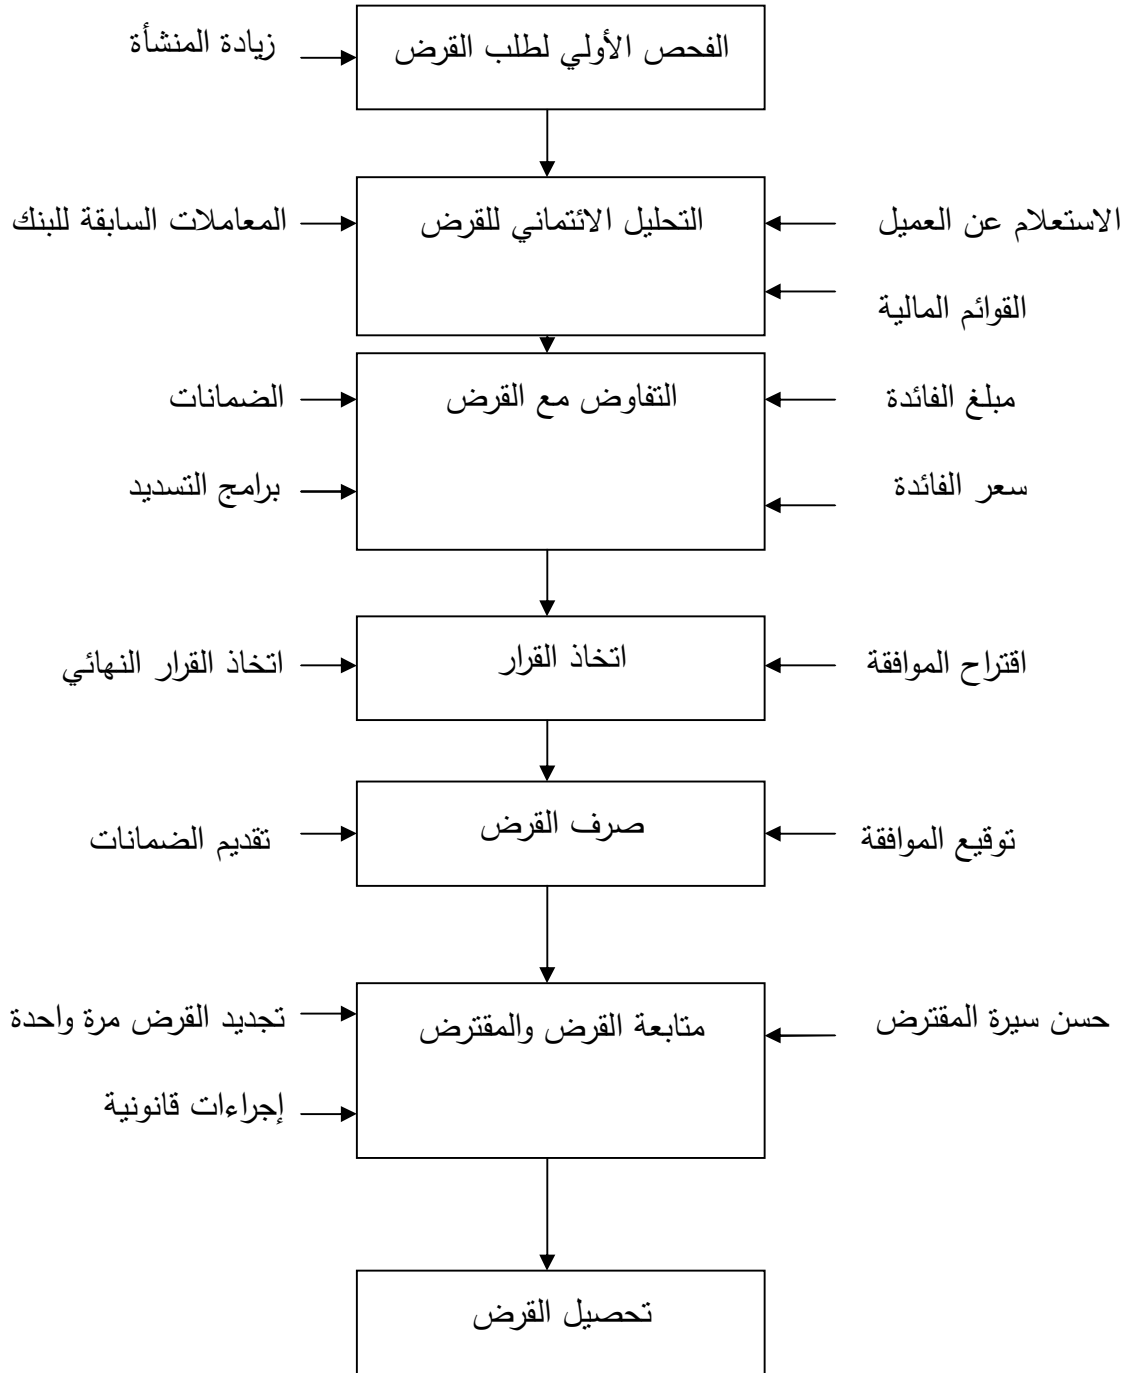 الفحص الأولي لطلب القرض
زيادة المنشأة
الاستعلام عن العميل
التحليل الائتماني للقرض
المعاملات السابقة للبنك
القوائم المالية
مبلغ الفائدة
التفاوض مع القرض
الضمانات
سعر الفائدة
برامج التسديد
اقتراح الموافقة
اتخاذ القرار
اتخاذ القرار النهائي
توقيع الموافقة
صرف القرض
تقديم الضمانات
حسن سيرة المقترض
متابعة القرض والمقترض
تجديد القرض مرة واحدة
إجراءات قانونية
تحصيل القرض